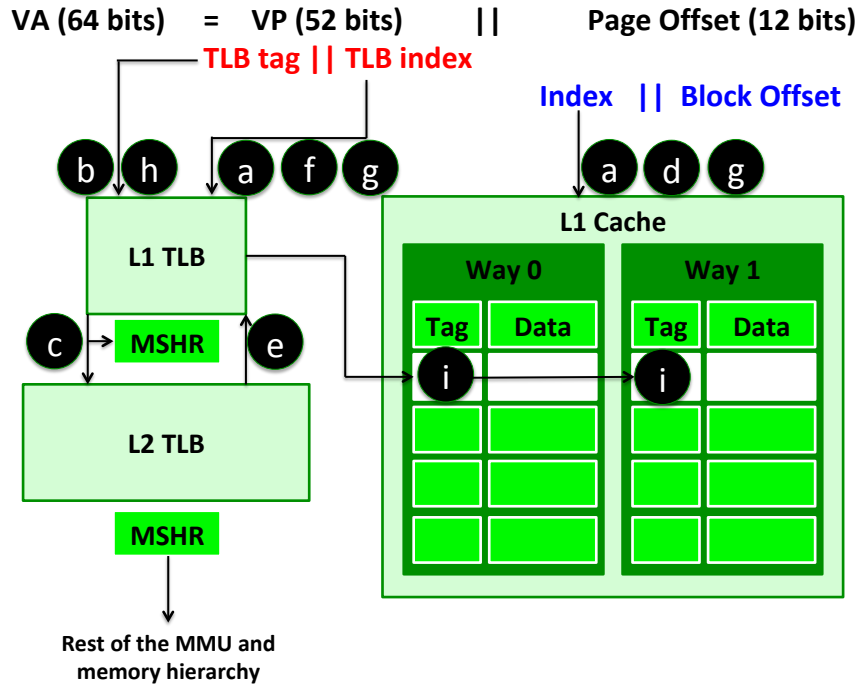 VA (64 bits) = VP (52 bits) || Page Offset (12 bits)
TLB tag || TLB index
Index || Block Offset
b h a f g a d g
L1 Cache
L1 TLB
Way 0 Way 1
Tag Data Tag Data
c MSHR e
i i
L2 TLB
MSHR
Rest of the MMU and
memory hierarchy